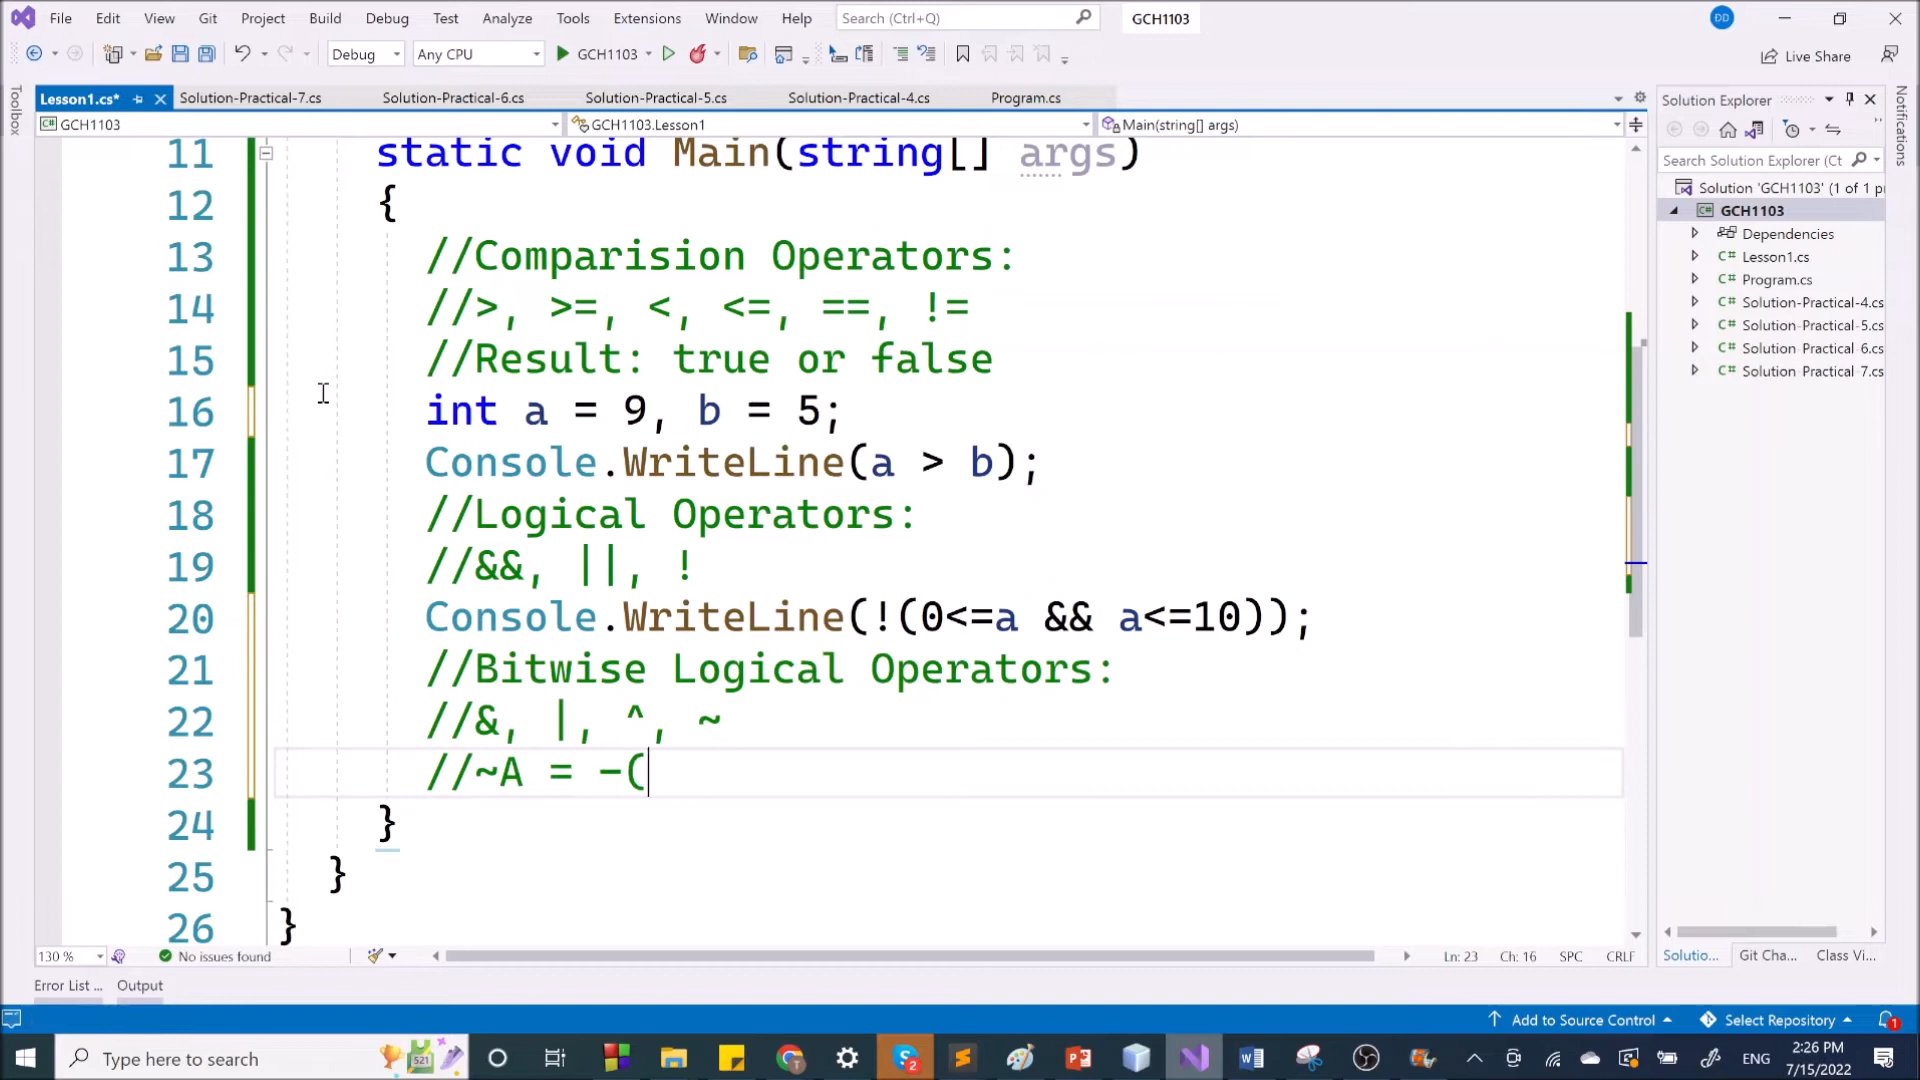 File Edit View Git Project Build Debug Test Analyze Tools Extensions Window Help Search (Ctrl+Q) GCH1103 DD
Debug Any CPU GCH1103 Live Share
Toolbox
Lesson1.cs* Solution-Practical-7.cs Solution-Practical-6.cs Solution-Practical-5.cs Solution-Practical-4.cs Program.cs
GCH1103 GCH1103.Lesson1 Main(string[] args)
11 static void Main(string[] args)
12 {
13 //Comparision Operators:
14 //>, >=, <, <=, ==, !=
15 //Result: true or false
16 int a = 9, b = 5;
17 Console.WriteLine(a > b);
18 //Logical Operators:
19 //&&, ||, !
20 Console.WriteLine(!(0<=a && a<=10));
21 //Bitwise Logical Operators:
22 //&, |, ^, ~
23 //~A = -(
24 }
25 }
26 }
130 % No issues found Ln: 23 Ch: 16 SPC CRLF
Error List ... Output
Solution Explorer
Search Solution Explorer (Ct
Solution 'GCH1103' (1 of 1 p
GCH1103
Dependencies
C# Lesson1.cs
C# Program.cs
C# Solution-Practical-4.cs
C# Solution-Practical-5.cs
C# Solution-Practical-6.cs
C# Solution-Practical-7.cs
Solutio... Git Cha... Class Vi...
Notifications
Add to Source Control Select Repository 1
Type here to search 521 2 ENG 2:26 PM
7/15/2022